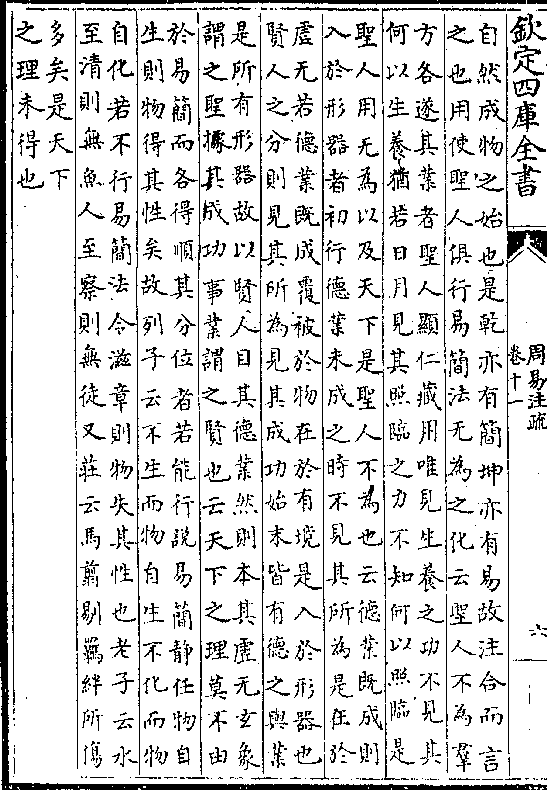 欽定四庫全書
周易注疏
卷十一
六
自然成物之始也是乾亦有簡坤亦有易故注合而言
之也用使聖人俱行易簡法无為之化云聖人不為羣
方各遂其業者聖人顯仁藏用唯見生養之功不見其
何以生養猶若日月見其照臨之力不知何以照臨是
聖人用无為以及天下是聖人不為也云德業既成則
入於形器者初行德業未成之時不見其所為是在於
虛无若德業既成覆被於物在於有境是入於形器也
賢人之分則見其所為見其成功始末皆有德之與業
是所有形器故以賢人目其德業然則本其虛无玄象
謂之聖據其成功事業謂之賢也云天下之理莫不由
於易簡而各得順其分位者若能行說易簡靜任物自
生則物得其性矣故列子云不生而物自生不化而物
自化若不行易簡法令滋章則物失其性也老子云水
至清則無魚人至察則無徒又莊云馬翦剔羈絆所傷
多矣是天下
之理未得也